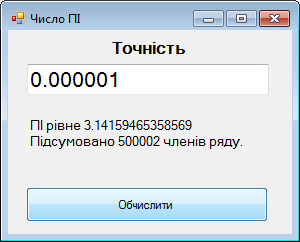 Число ПІ
Точність
0.000001
ПІ рівне 3.14159465358569
Підсумовано 500002 членів ряду.
Обчислити